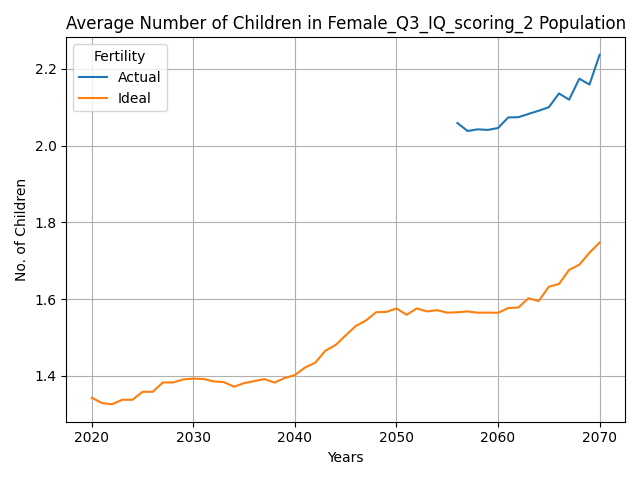 Average Number of Children in Female_Q3_IQ_scoring_2 Population
Fertility
Actual
Ideal
No. of Children
2.2
2.0
1.8
1.6
1.4
2020 2030 2040 2050 2060 2070
Years